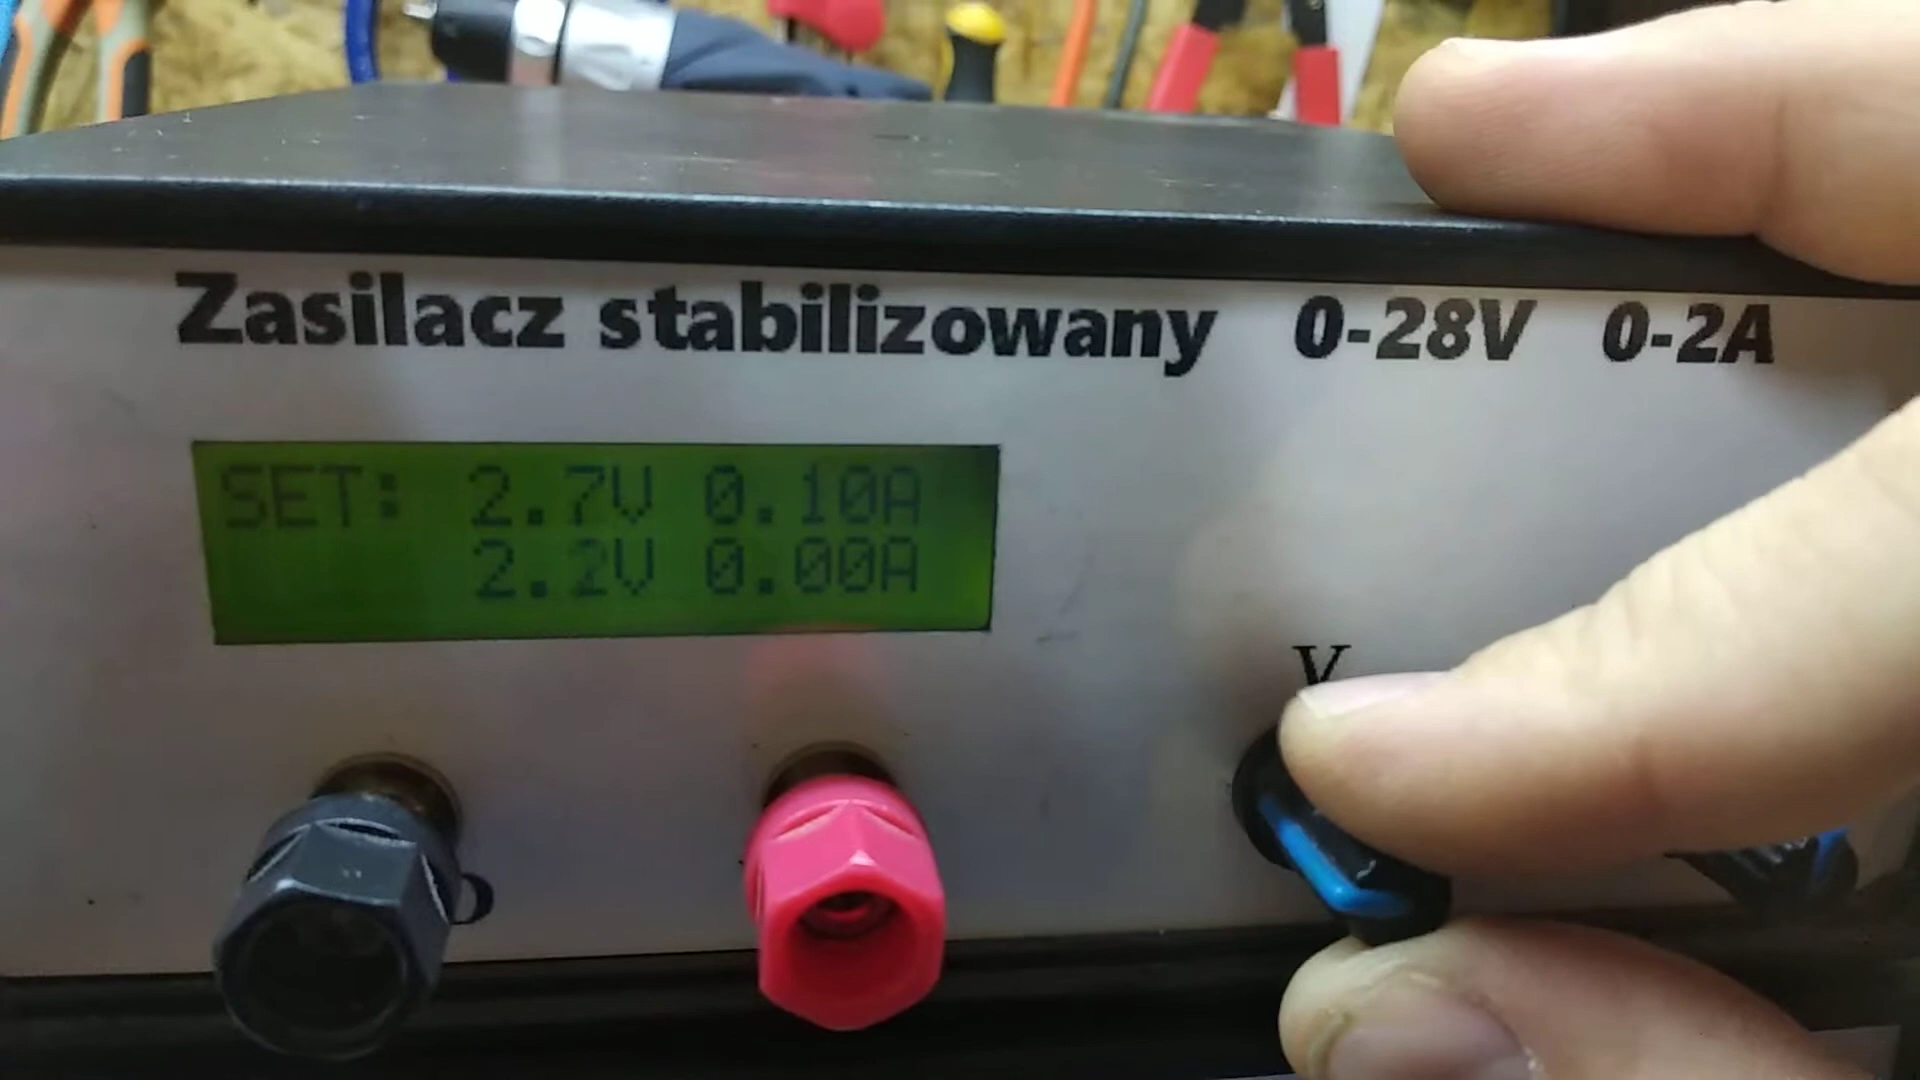 Zasilacz stabilizowany 0-28V 0-2A
SET: 2.7V 0.10A
2.2V 0.00A
V